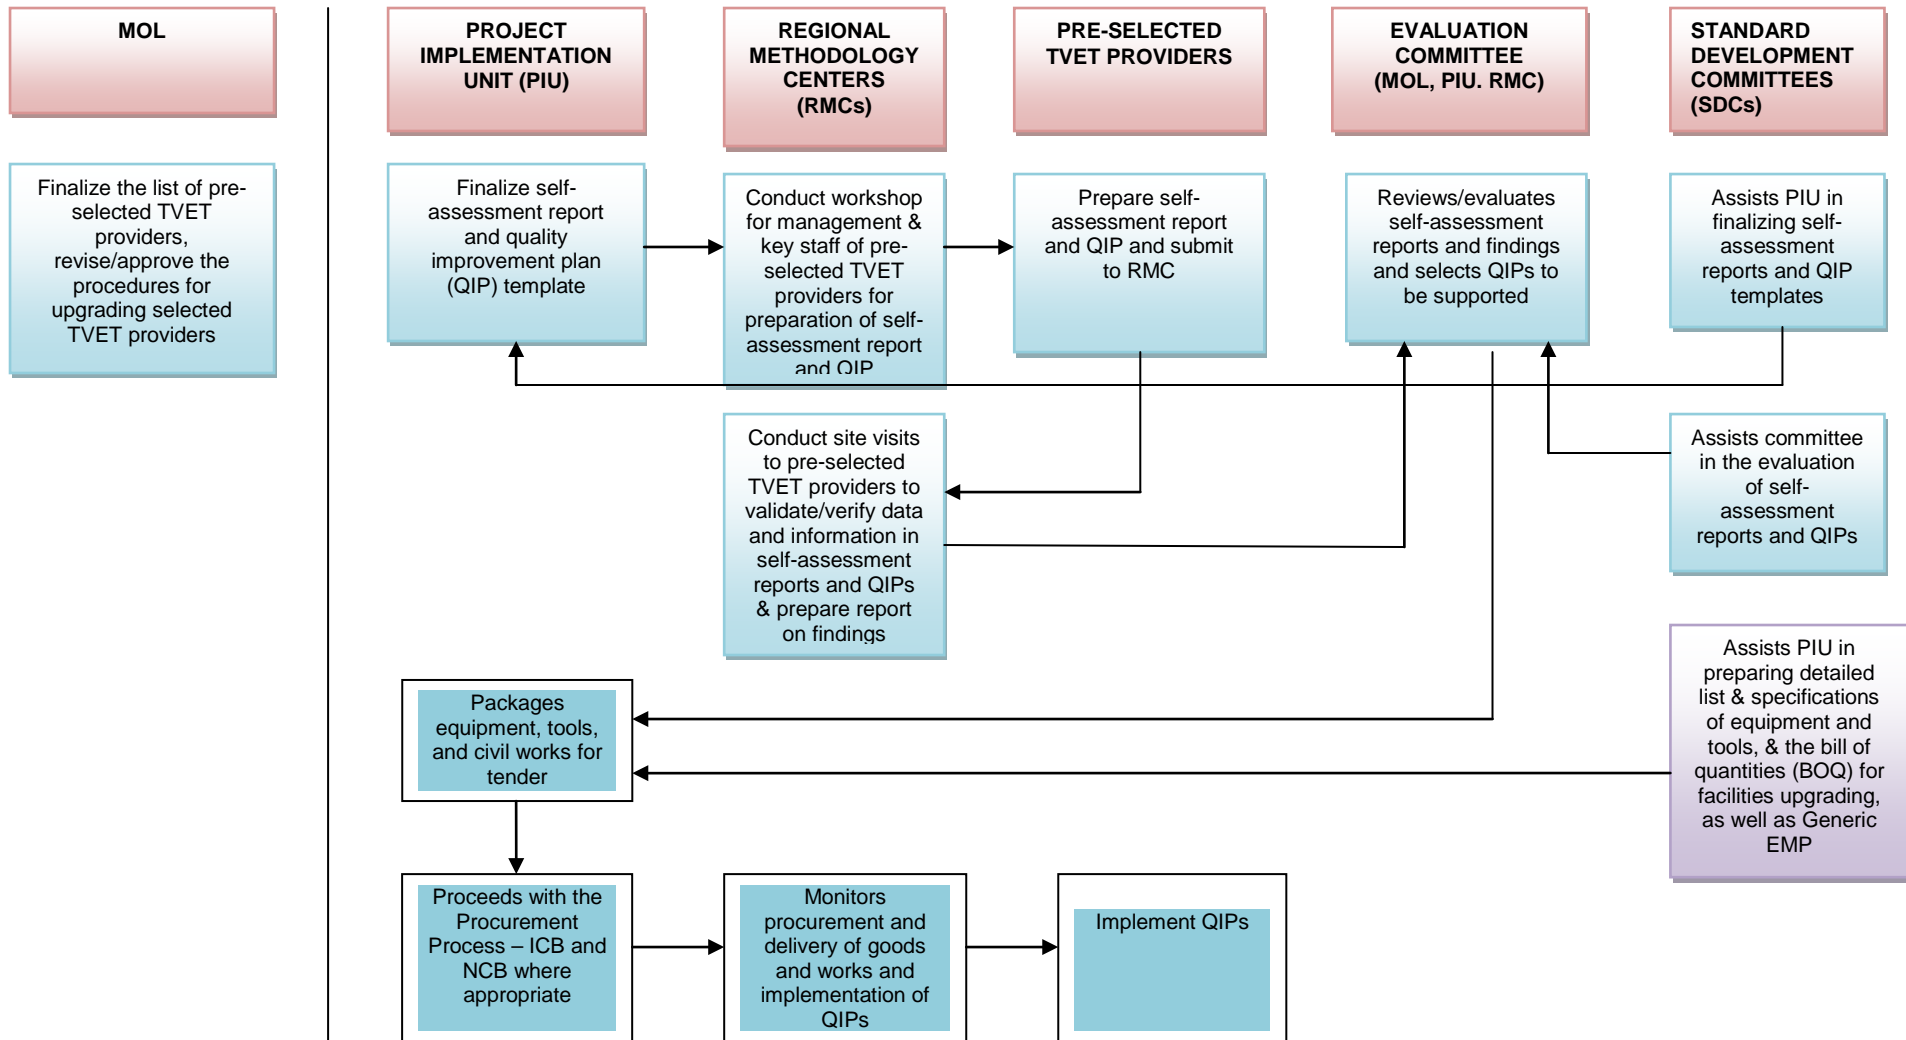 MOL
PROJECT
IMPLEMENTATION
UNIT (PIU)
REGIONAL
METHODOLOGY
CENTERS
(RMCs)
PRE-SELECTED
TVET PROVIDERS
EVALUATION
COMMITTEE
(MOL, PIU. RMC)
STANDARD
DEVELOPMENT
COMMITTEES
(SDCs)
Finalize the list of pre-
selected TVET
providers,
revise/approve the
procedures for
upgrading selected
TVET providers
Finalize self-
assessment report
and quality
improvement plan
(QIP) template
Conduct workshop
for management &
key staff of pre-
selected TVET
providers for
preparation of self-
assessment report
and QIP
Prepare self-
assessment report
and QIP and submit
to RMC
Reviews/evaluates
self-assessment
reports and findings
and selects QIPs to
be supported
Assists PIU in
finalizing self-
assessment
reports and QIP
templates
Conduct site visits
to pre-selected
TVET providers to
validate/verify data
and information in
self-assessment
reports and QIPs
& prepare report
on findings
Assists committee
in the evaluation
of self-
assessment
reports and QIPs
Packages
equipment, tools,
and civil works for
tender
Assists PIU in
preparing detailed
list & specifications
of equipment and
tools, & the bill of
quantities (BOQ) for
facilities upgrading,
as well as Generic
EMP
Proceeds with the
Procurement
Process – ICB and
NCB where
appropriate
Monitors
procurement and
delivery of goods
and works and
implementation of
QIPs
Implement QIPs